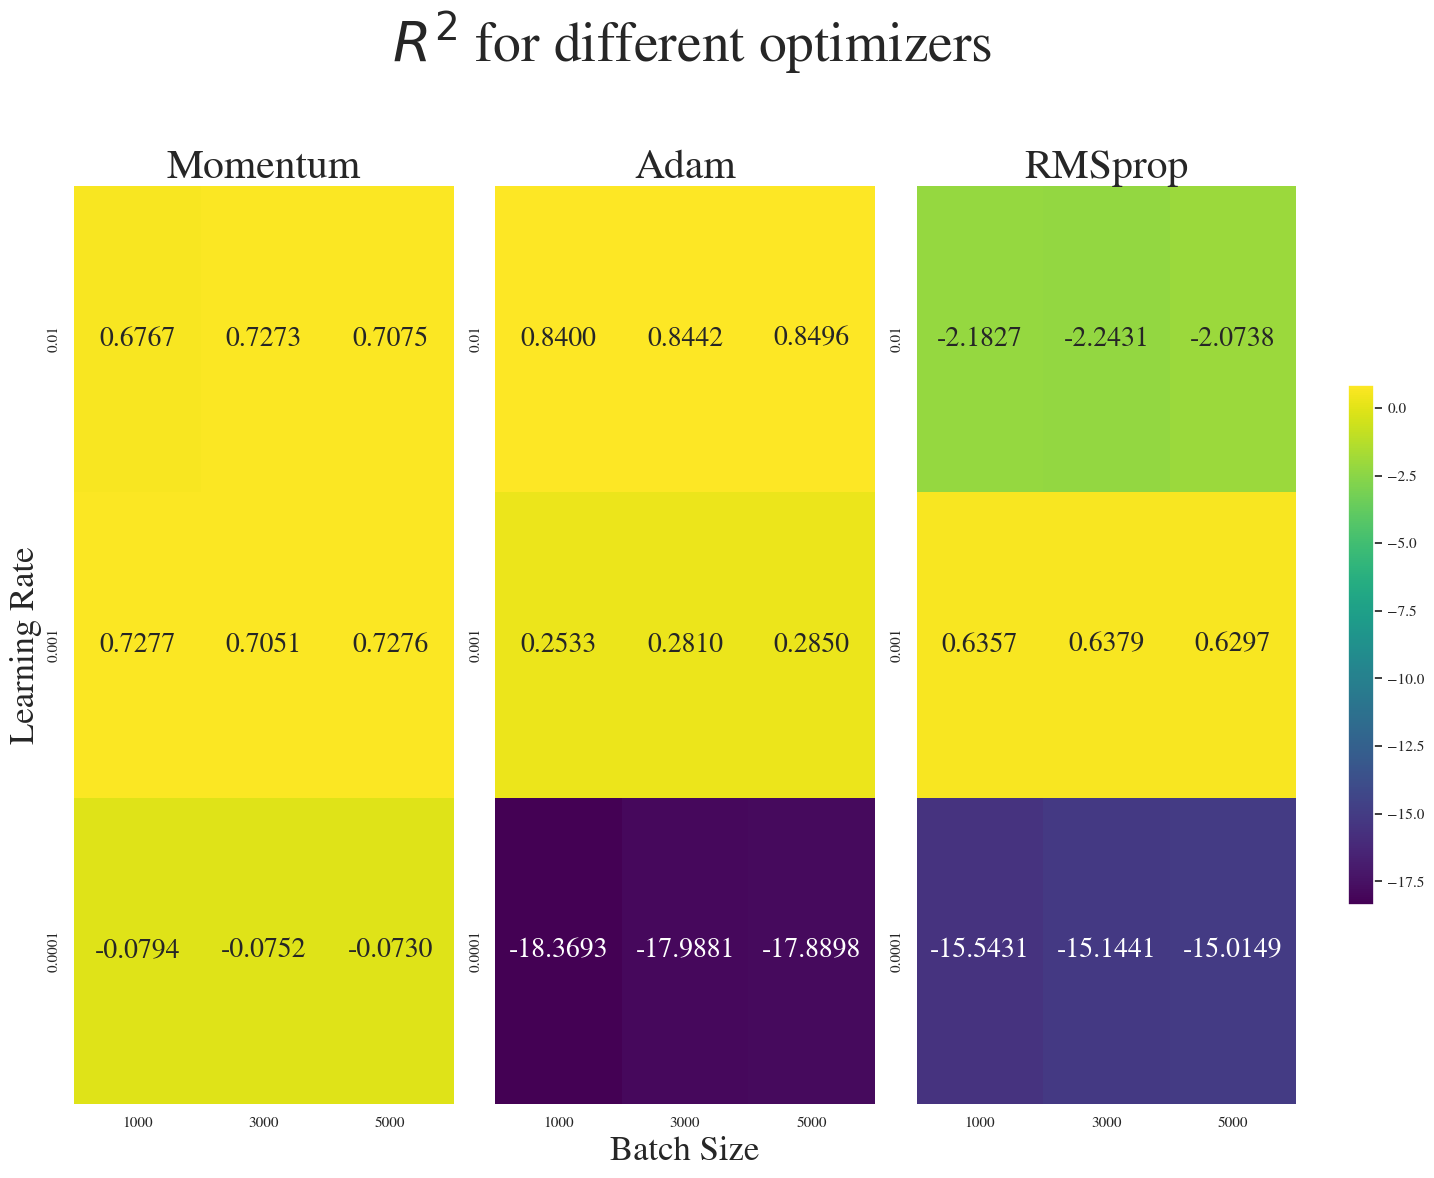 R² for different optimizers
Momentum Adam RMSprop
0.01 0.6767 0.7273 0.7075 0.01 0.8400 0.8442 0.8496 0.01 -2.1827 -2.2431 -2.0738
Learning Rate
0.001 0.7277 0.7051 0.7276 0.001 0.2533 0.2810 0.2850 0.001 0.6357 0.6379 0.6297
0.0001 -0.0794 -0.0752 -0.0730 0.0001 -18.3693 -17.9881 -17.8898 0.0001 -15.5431 -15.1441 -15.0149
1000 3000 5000 1000 3000 5000 1000 3000 5000
Batch Size
0.0
−2.5
−5.0
−7.5
−10.0
−12.5
−15.0
−17.5